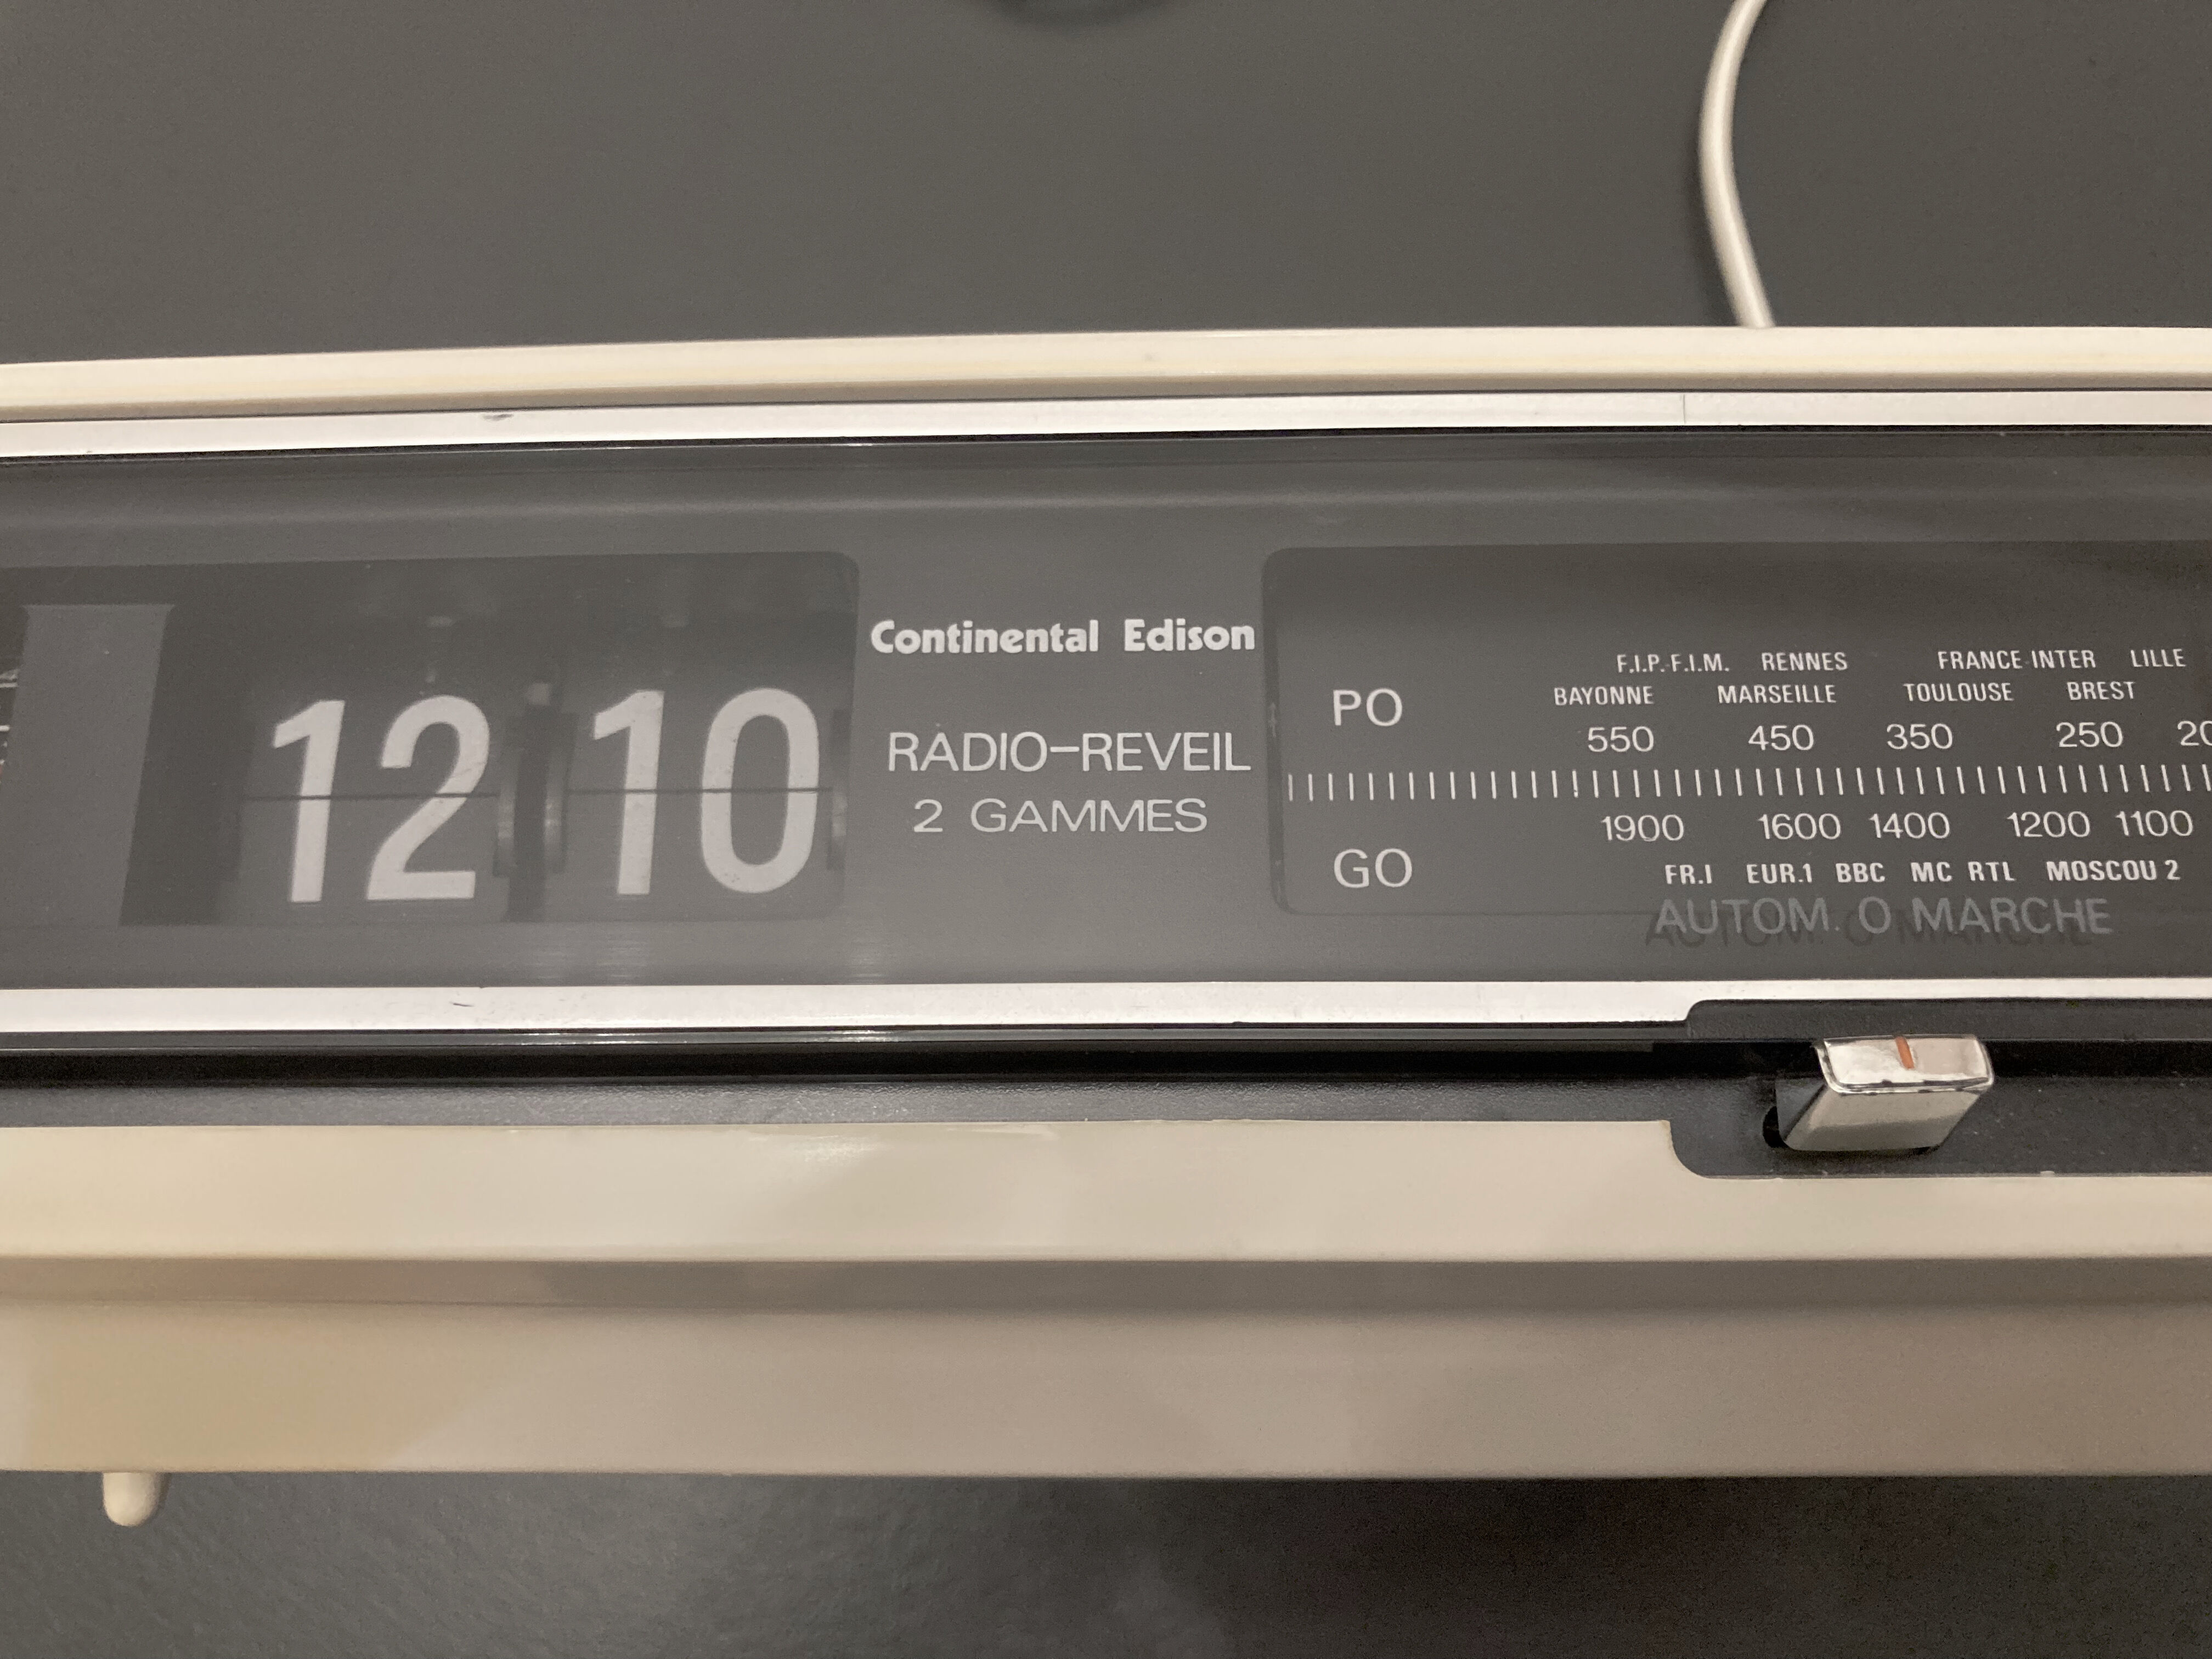 12 10
Continental Edison
RADIO-REVEIL
2 GAMMES
PO
F.I.P.-F.I.M. RENNES FRANCE-INTER LILLE
BAYONNE MARSEILLE TOULOUSE BREST
550 450 350 250 20
1900 1600 1400 1200 1100
GO
FR.I EUR.1 BBC MC RTL MOSCOU 2
AUTOM. O MARCHE